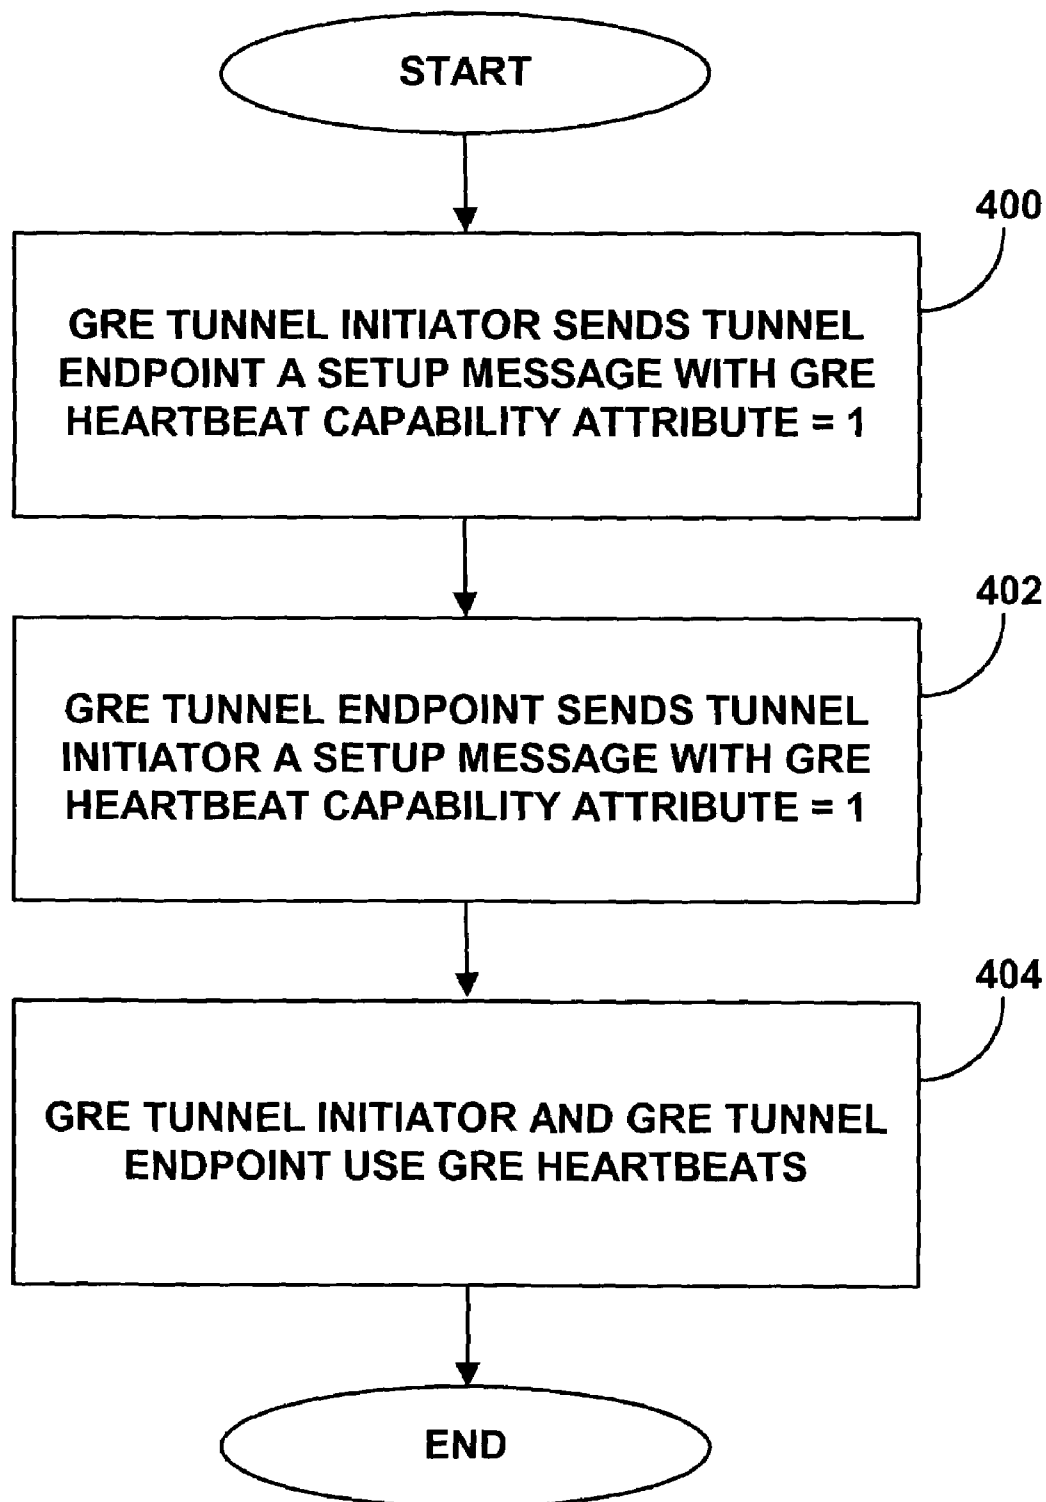 START
400
GRE TUNNEL INITIATOR SENDS TUNNEL
ENDPOINT A SETUP MESSAGE WITH GRE
HEARTBEAT CAPABILITY ATTRIBUTE = 1
402
GRE TUNNEL ENDPOINT SENDS TUNNEL
INITIATOR A SETUP MESSAGE WITH GRE
HEARTBEAT CAPABILITY ATTRIBUTE = 1
404
GRE TUNNEL INITIATOR AND GRE TUNNEL
ENDPOINT USE GRE HEARTBEATS
END